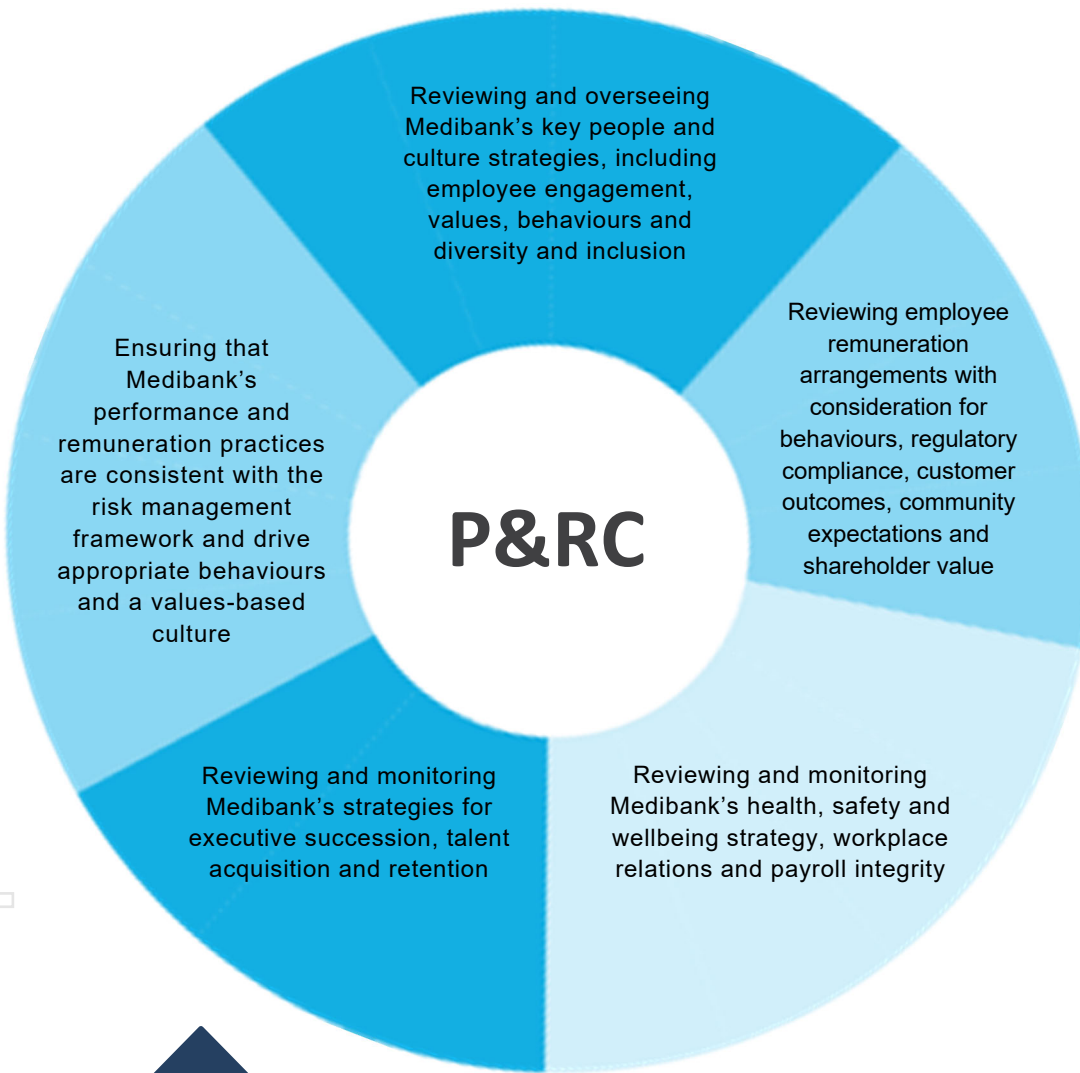 Reviewing and overseeing
Medibank’s key people and
culture strategies, including
employee engagement,
values, behaviours and
diversity and inclusion
Reviewing employee
remuneration
arrangements with
consideration for
behaviours, regulatory
compliance, customer
outcomes, community
expectations and
shareholder value
Ensuring that
Medibank’s
performance and
remuneration practices
are consistent with the
risk management
framework and drive
appropriate behaviours
and a values-based
culture
P&RC
Reviewing and monitoring
Medibank’s strategies for
executive succession, talent
acquisition and retention
Reviewing and monitoring
Medibank’s health, safety and
wellbeing strategy, workplace
relations and payroll integrity